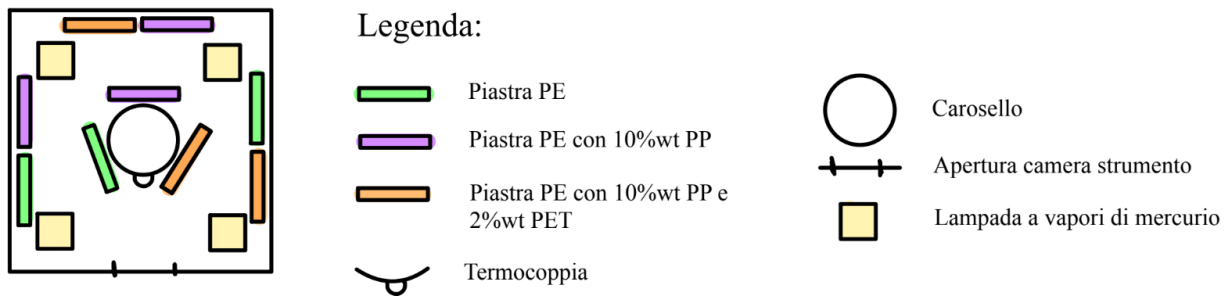 Legenda:
Piastra PE
Piastra PE con 10%wt PP
Piastra PE con 10%wt PP e
2%wt PET
Termocoppia
Carosello
Apertura camera strumento
Lampada a vapori di mercurio